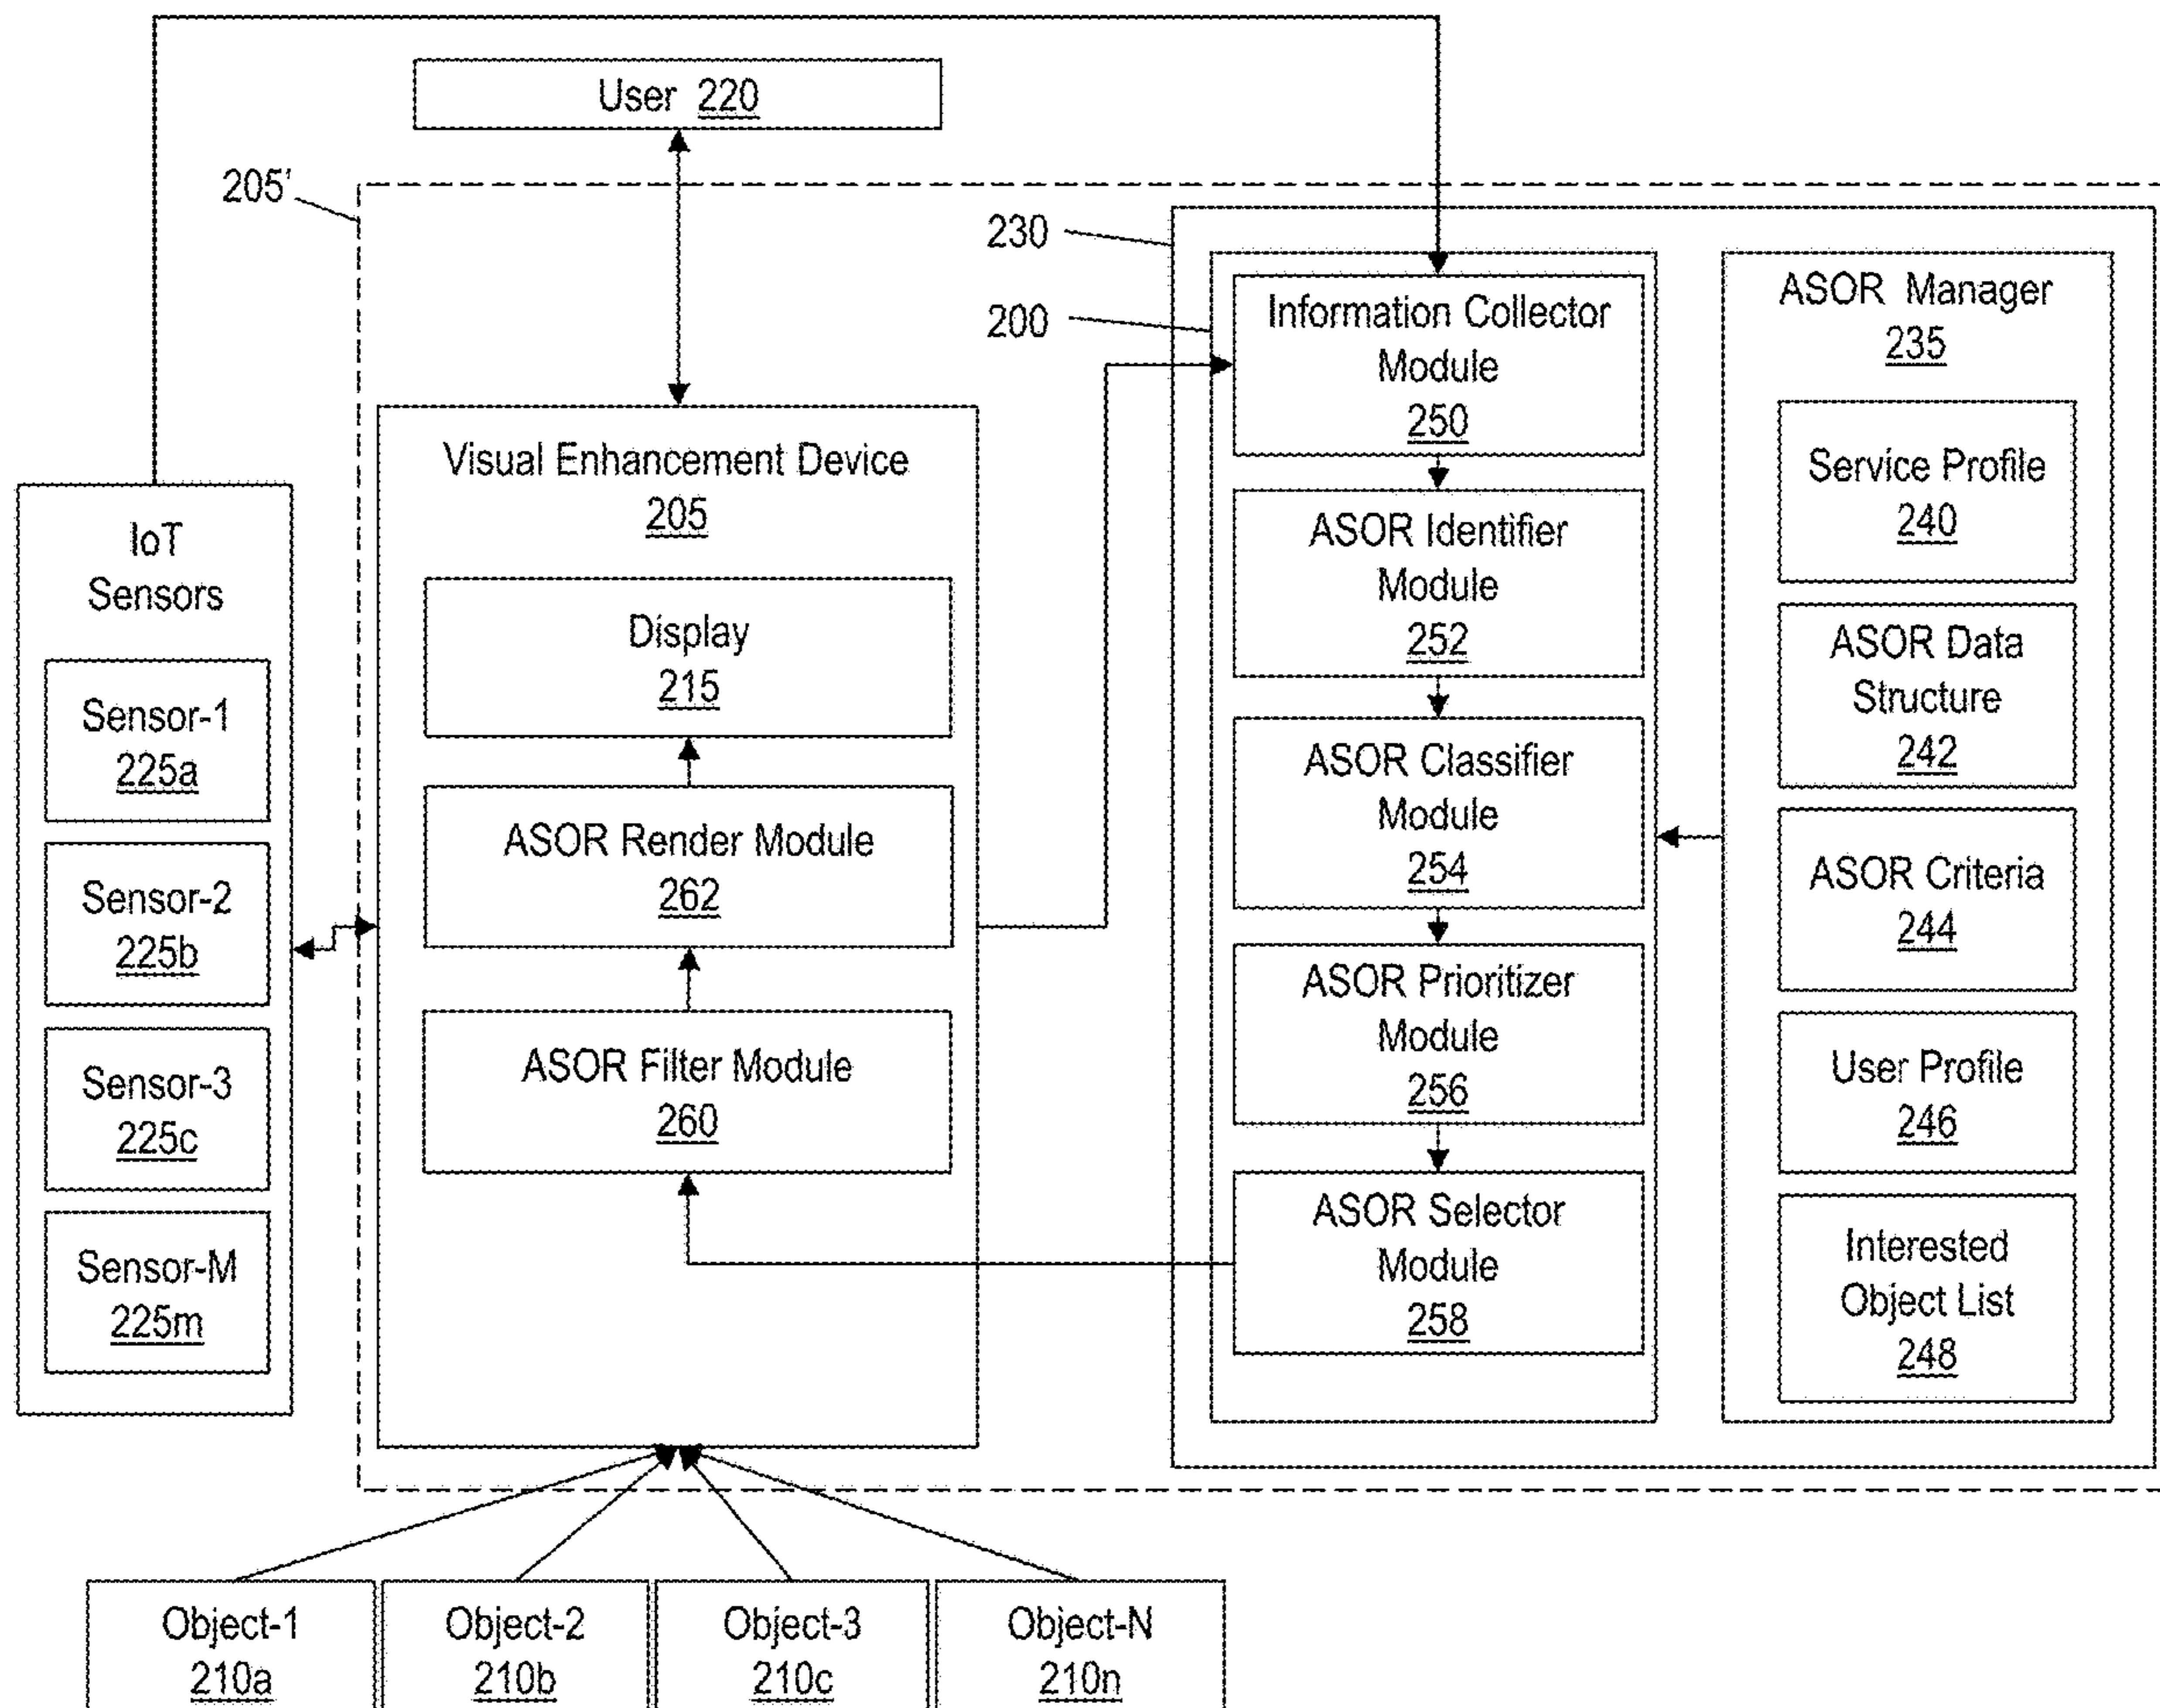 User 220
205'
230
200
IoT
Sensors
Sensor-1
225a
Sensor-2
225b
Sensor-3
225c
Sensor-M
225m
Visual Enhancement Device
205
Display
215
ASOR Render Module
262
ASOR Filter Module
260
Information Collector
Module
250
ASOR Identifier
Module
252
ASOR Classifier
Module
254
ASOR Prioritizer
Module
256
ASOR Selector
Module
258
ASOR Manager
235
Service Profile
240
ASOR Data
Structure
242
ASOR Criteria
244
User Profile
246
Interested
Object List
248
Object-1
210a
Object-2
210b
Object-3
210c
Object-N
210n